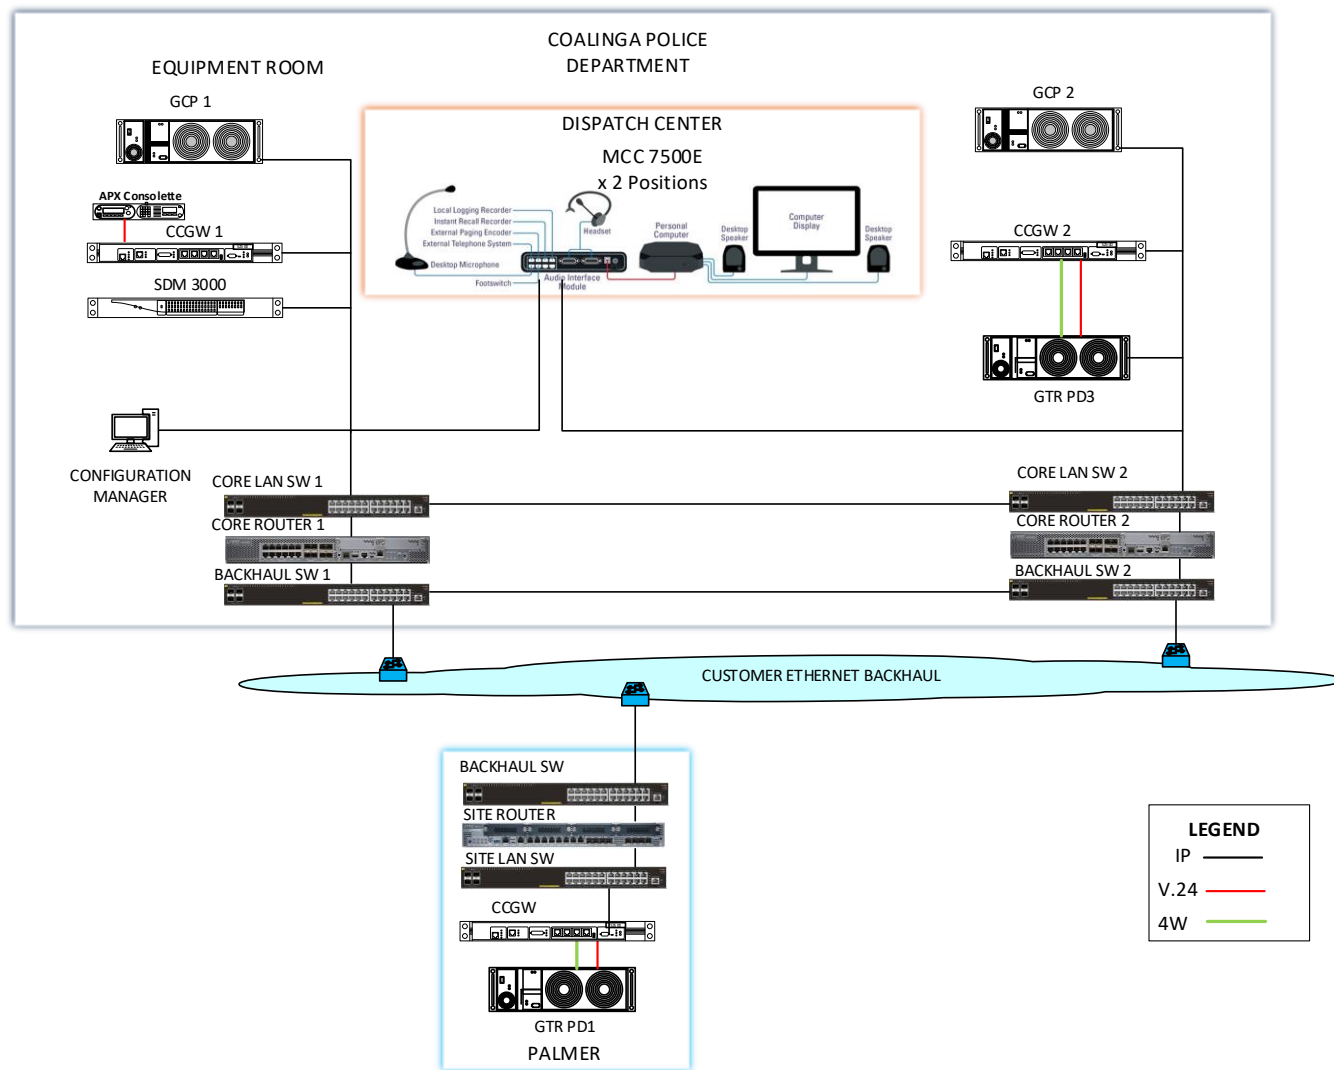 COALINGA POLICE
DEPARTMENT
EQUIPMENT ROOM
GCP 1
GCP 2
DISPATCH CENTER
MCC 7500E
x 2 Positions
APX Consolette
CCGW 1
SDM 3000
Local Logging Recorder
Instant Recall Recorder
External Paging Encoder
External Telephone System
Desktop Microphone
Footswitch
Headset
Audio Interface
Module
Personal
Computer
Desktop
Speaker
Computer
Display
Desktop
Speaker
CCGW 2
GTR PD3
CONFIGURATION
MANAGER
CORE LAN SW 1
CORE ROUTER 1
BACKHAUL SW 1
CORE LAN SW 2
CORE ROUTER 2
BACKHAUL SW 2
CUSTOMER ETHERNET BACKHAUL
BACKHAUL SW
SITE ROUTER
SITE LAN SW
CCGW
GTR PD1
PALMER
LEGEND
IP
V.24
4W